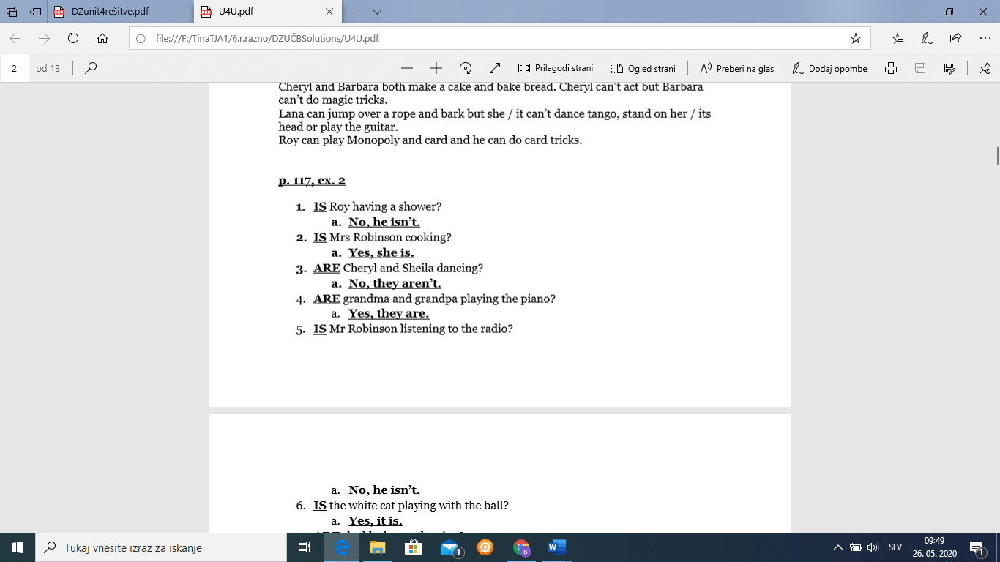 DZunit4rešitve.pdf
U4U.pdf
file:///F:/TinaTJA1/6.r.razno/DZUČBSolutions/U4U.pdf
2 od 13
Prilagodi strani
Ogled strani
Preberi na glas
Dodaj opombe
Cheryl and Barbara both make a cake and bake bread. Cheryl can't act but Barbara
can't do magic tricks.
Lana can jump over a rope and bark but she / it can't dance tango, stand on her / its
head or play the guitar.
Roy can play Monopoly and card and he can do card tricks.
p. 117, ex. 2
1. IS Roy having a shower?
a. No, he isn't.
2. IS Mrs Robinson cooking?
a. Yes, she is.
3. ARE Cheryl and Sheila dancing?
a. No, they aren't.
4. ARE grandma and grandpa playing the piano?
a. Yes, they are.
5. IS Mr Robinson listening to the radio?
a. No, he isn't.
6. IS the white cat playing with the ball?
a. Yes, it is.
Tukaj vnesite izraz za iskanje
SLV
09:49
26. 05. 2020